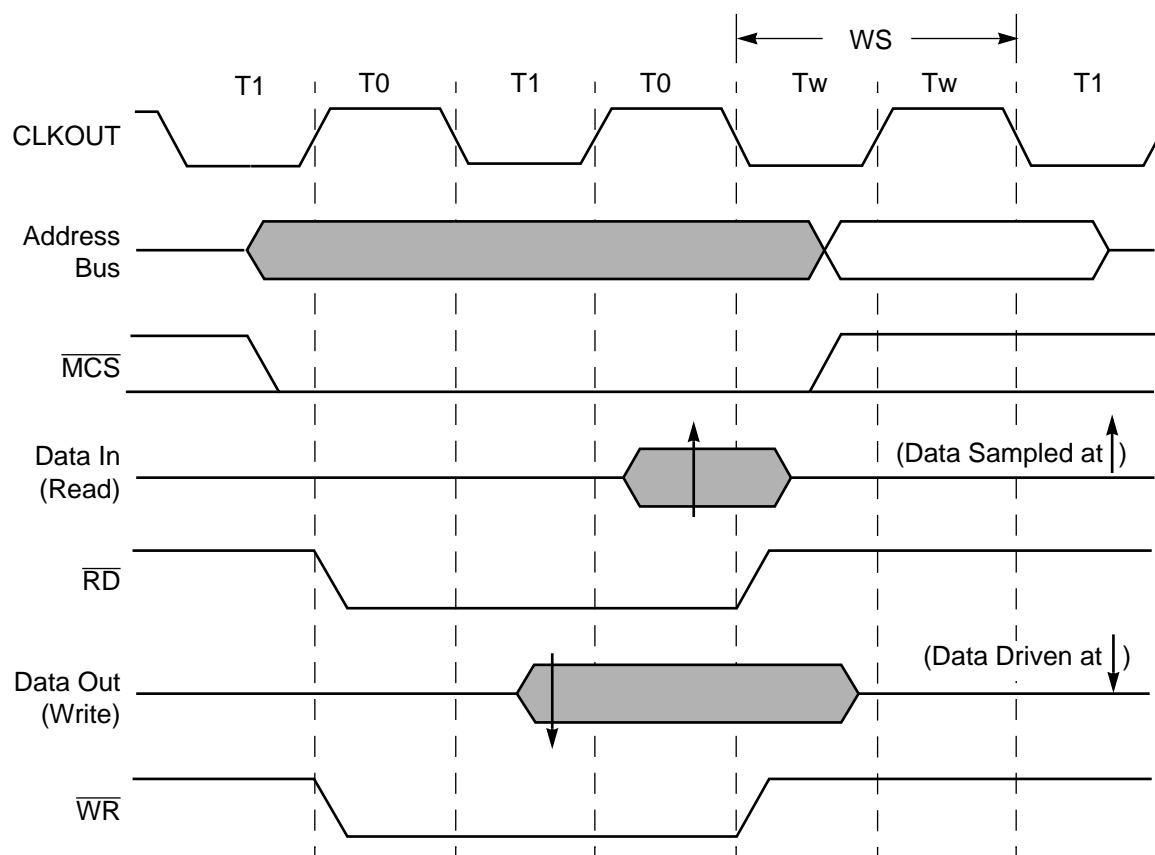 WS
T1 T0 T1 T0 Tw Tw T1
CLKOUT
Address
Bus
MCS
Data In
(Read)
(Data Sampled at )
RD
Data Out
(Write)
(Data Driven at )
WR